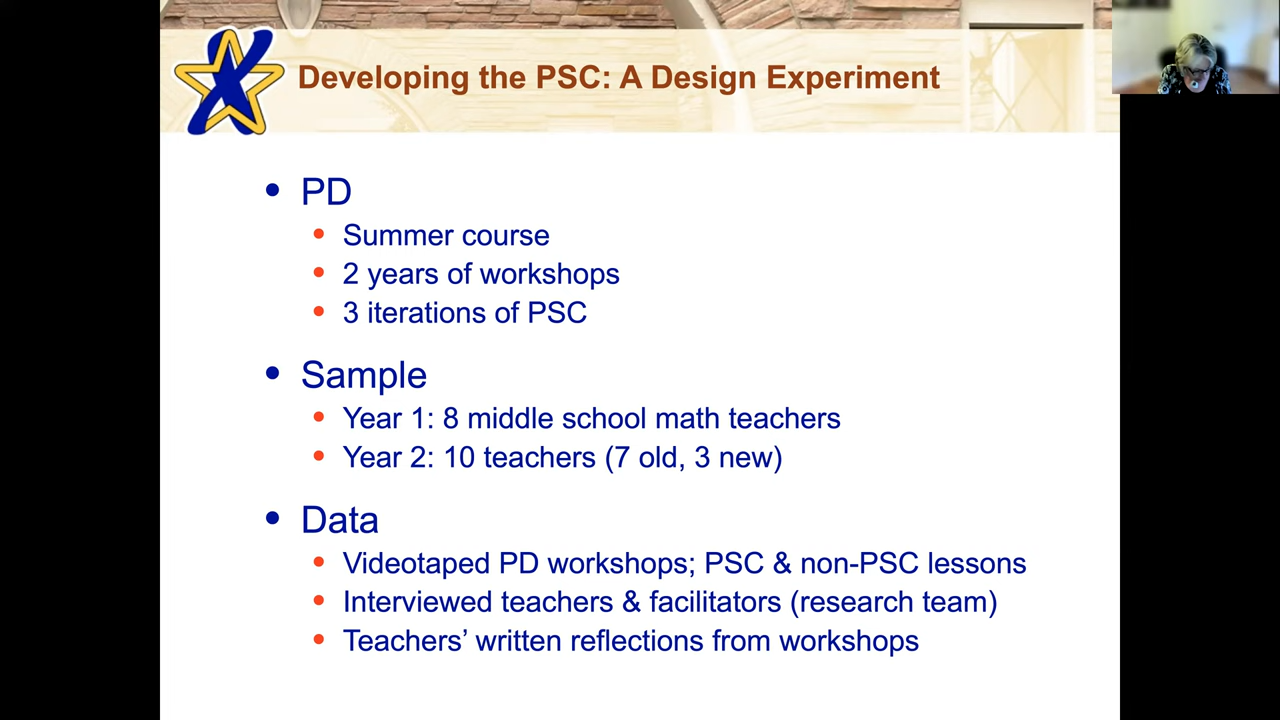 Developing the PSC: A Design Experiment
• PD
• Summer course
• 2 years of workshops
• 3 iterations of PSC
• Sample
• Year 1: 8 middle school math teachers
• Year 2: 10 teachers (7 old, 3 new)
• Data
• Videotaped PD workshops; PSC & non-PSC lessons
• Interviewed teachers & facilitators (research team)
• Teachers’ written reflections from workshops